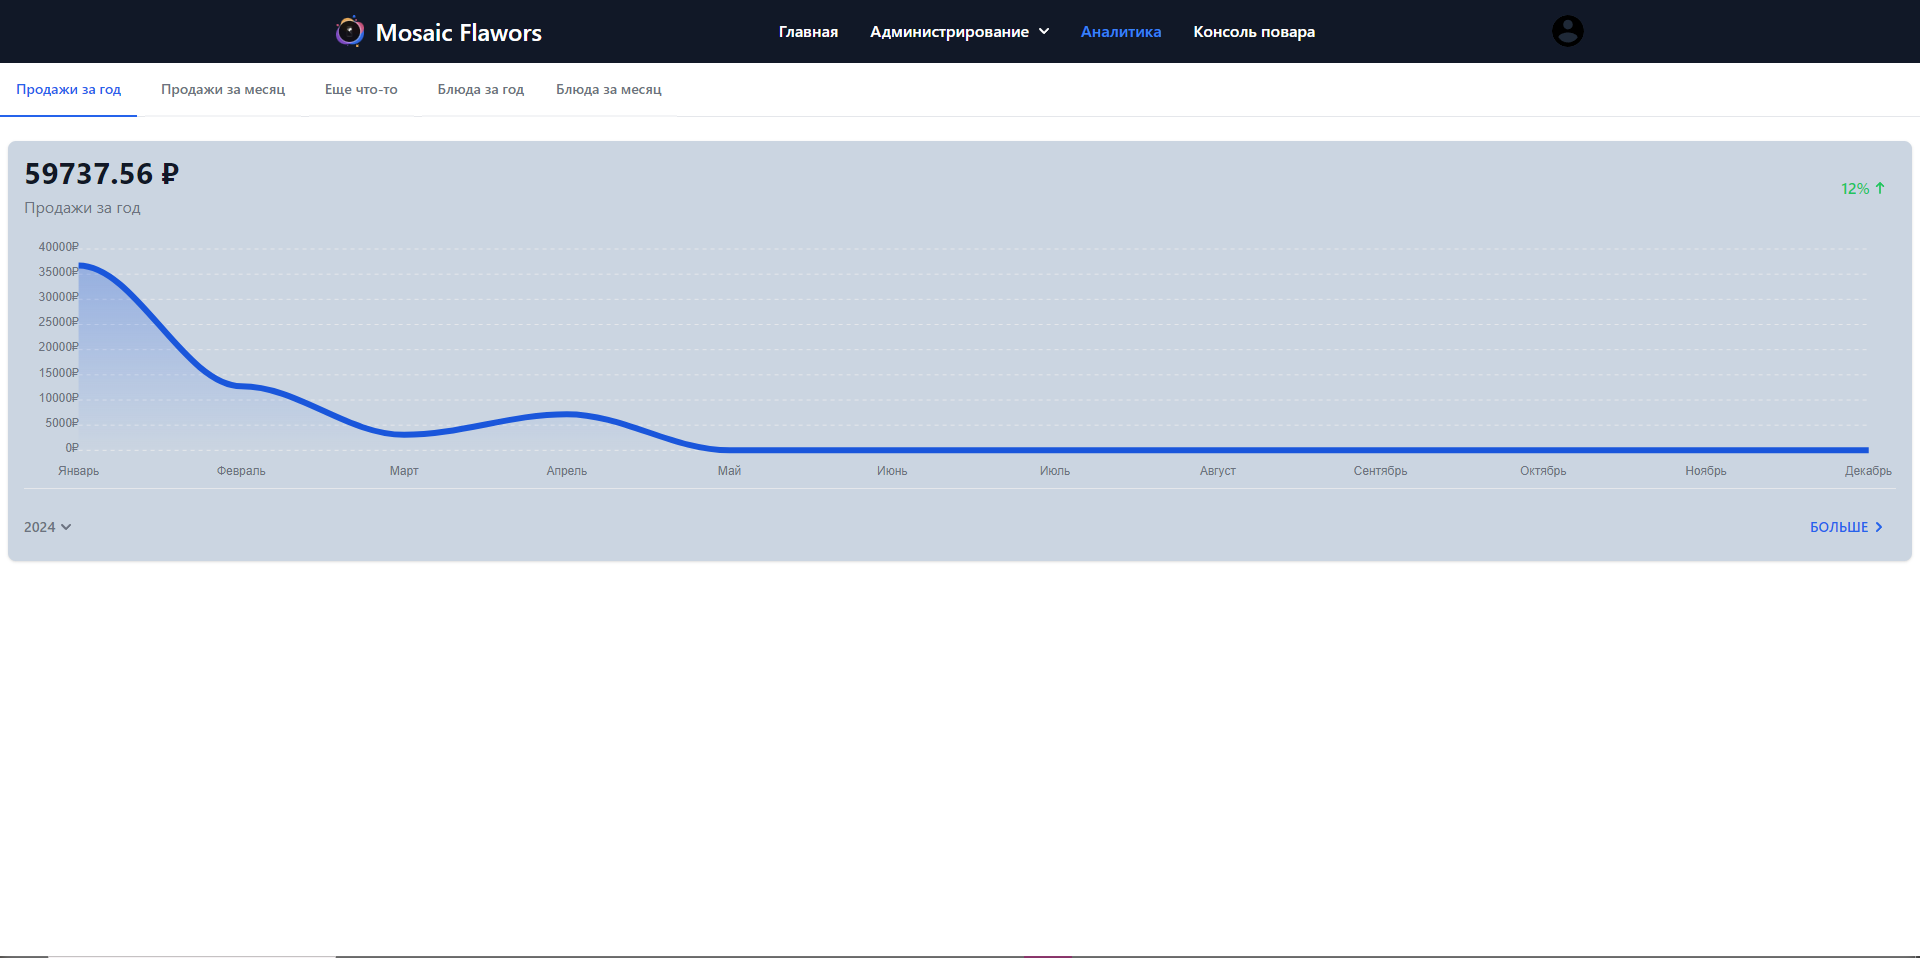 Mosaic Flawors
Главная Администрирование Аналитика Консоль повара
Продажи за год Продажи за месяц Еще что-то Блюда за год Блюда за месяц
59737.56 ₽
12%
Продажи за год
40000₽
35000₽
30000₽
25000₽
20000₽
15000₽
10000₽
5000₽
0₽
Январь Февраль Март Апрель Май Июнь Июль Август Сентябрь Октябрь Ноябрь Декабрь
2024
БОЛЬШЕ